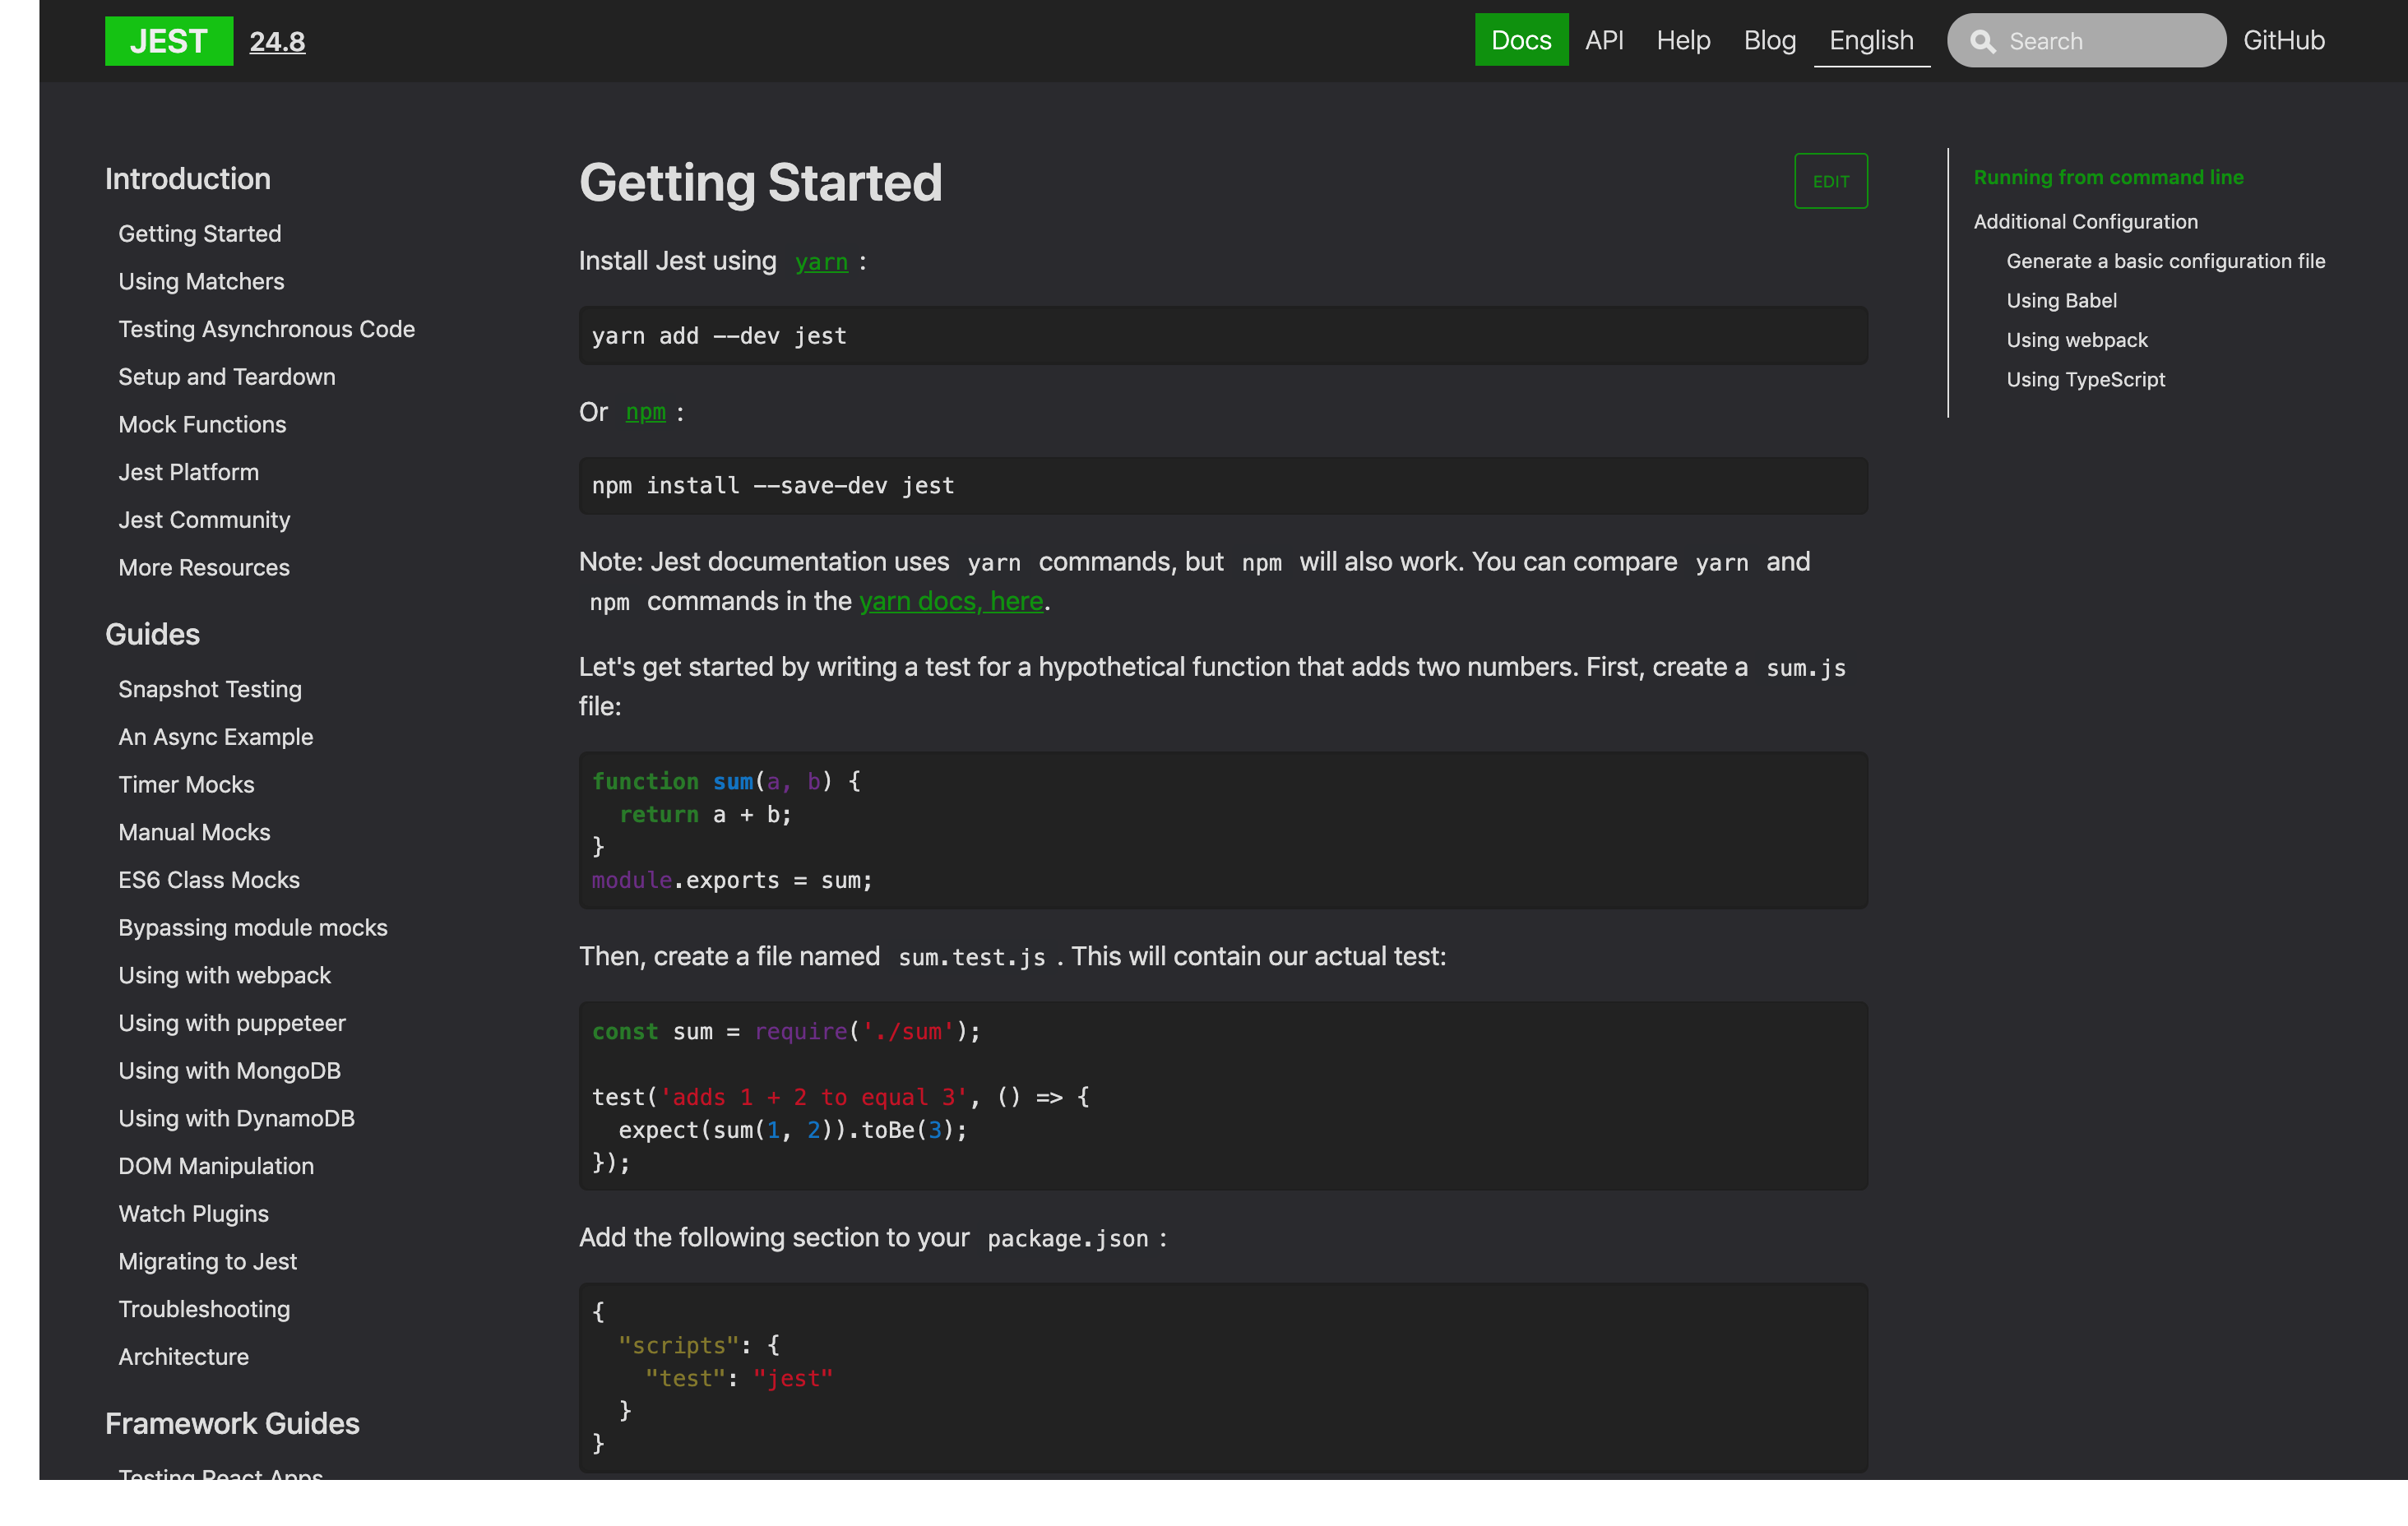 JEST 24.8 Docs API Help Blog English Search GitHub
Introduction
Getting Started
Using Matchers
Testing Asynchronous Code
Setup and Teardown
Mock Functions
Jest Platform
Jest Community
More Resources
Guides
Snapshot Testing
An Async Example
Timer Mocks
Manual Mocks
ES6 Class Mocks
Bypassing module mocks
Using with webpack
Using with puppeteer
Using with MongoDB
Using with DynamoDB
DOM Manipulation
Watch Plugins
Migrating to Jest
Troubleshooting
Architecture
Framework Guides
Testing React Apps
Getting Started EDIT
Install Jest using yarn :
yarn add --dev jest
Or npm :
npm install --save-dev jest
Note: Jest documentation uses yarn commands, but npm will also work. You can compare yarn and
npm commands in the yarn docs, here.
Let's get started by writing a test for a hypothetical function that adds two numbers. First, create a sum.js
file:
function sum(a, b) {
  return a + b;
}
module.exports = sum;
Then, create a file named sum.test.js . This will contain our actual test:
const sum = require('./sum');
test('adds 1 + 2 to equal 3', () => {
  expect(sum(1, 2)).toBe(3);
});
Add the following section to your package.json :
{
  "scripts": {
    "test": "jest"
  }
}
Running from command line
Additional Configuration
Generate a basic configuration file
Using Babel
Using webpack
Using TypeScript